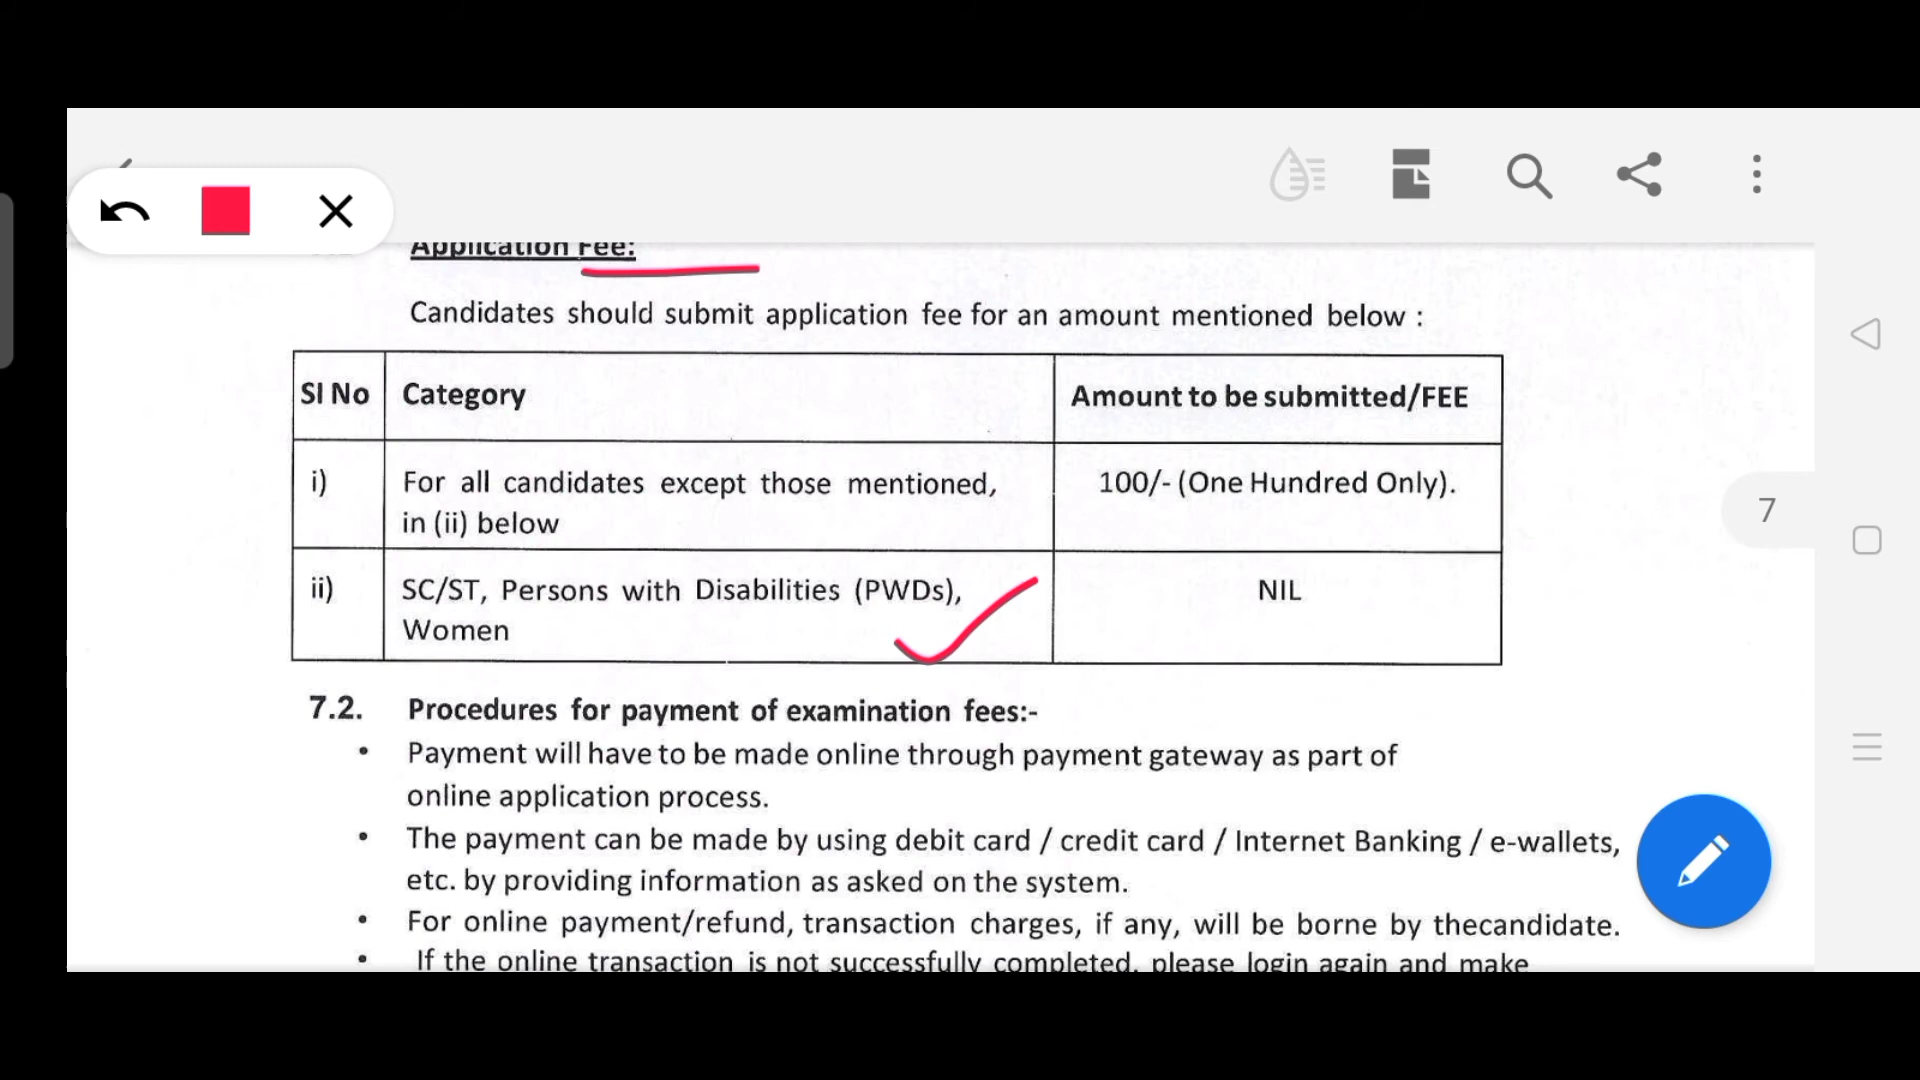 Application Fee:
Candidates should submit application fee for an amount mentioned below :
Sl No Category Amount to be submitted/FEE
i) For all candidates except those mentioned, 100/- (One Hundred Only).
in (ii) below
7
ii) SC/ST, Persons with Disabilities (PWDs), NIL
Women
7.2. Procedures for payment of examination fees:-
• Payment will have to be made online through payment gateway as part of
online application process.
• The payment can be made by using debit card / credit card / Internet Banking / e-wallets,
etc. by providing information as asked on the system.
• For online payment/refund, transaction charges, if any, will be borne by thecandidate.
• If the online transaction is not successfully completed, please login again and make